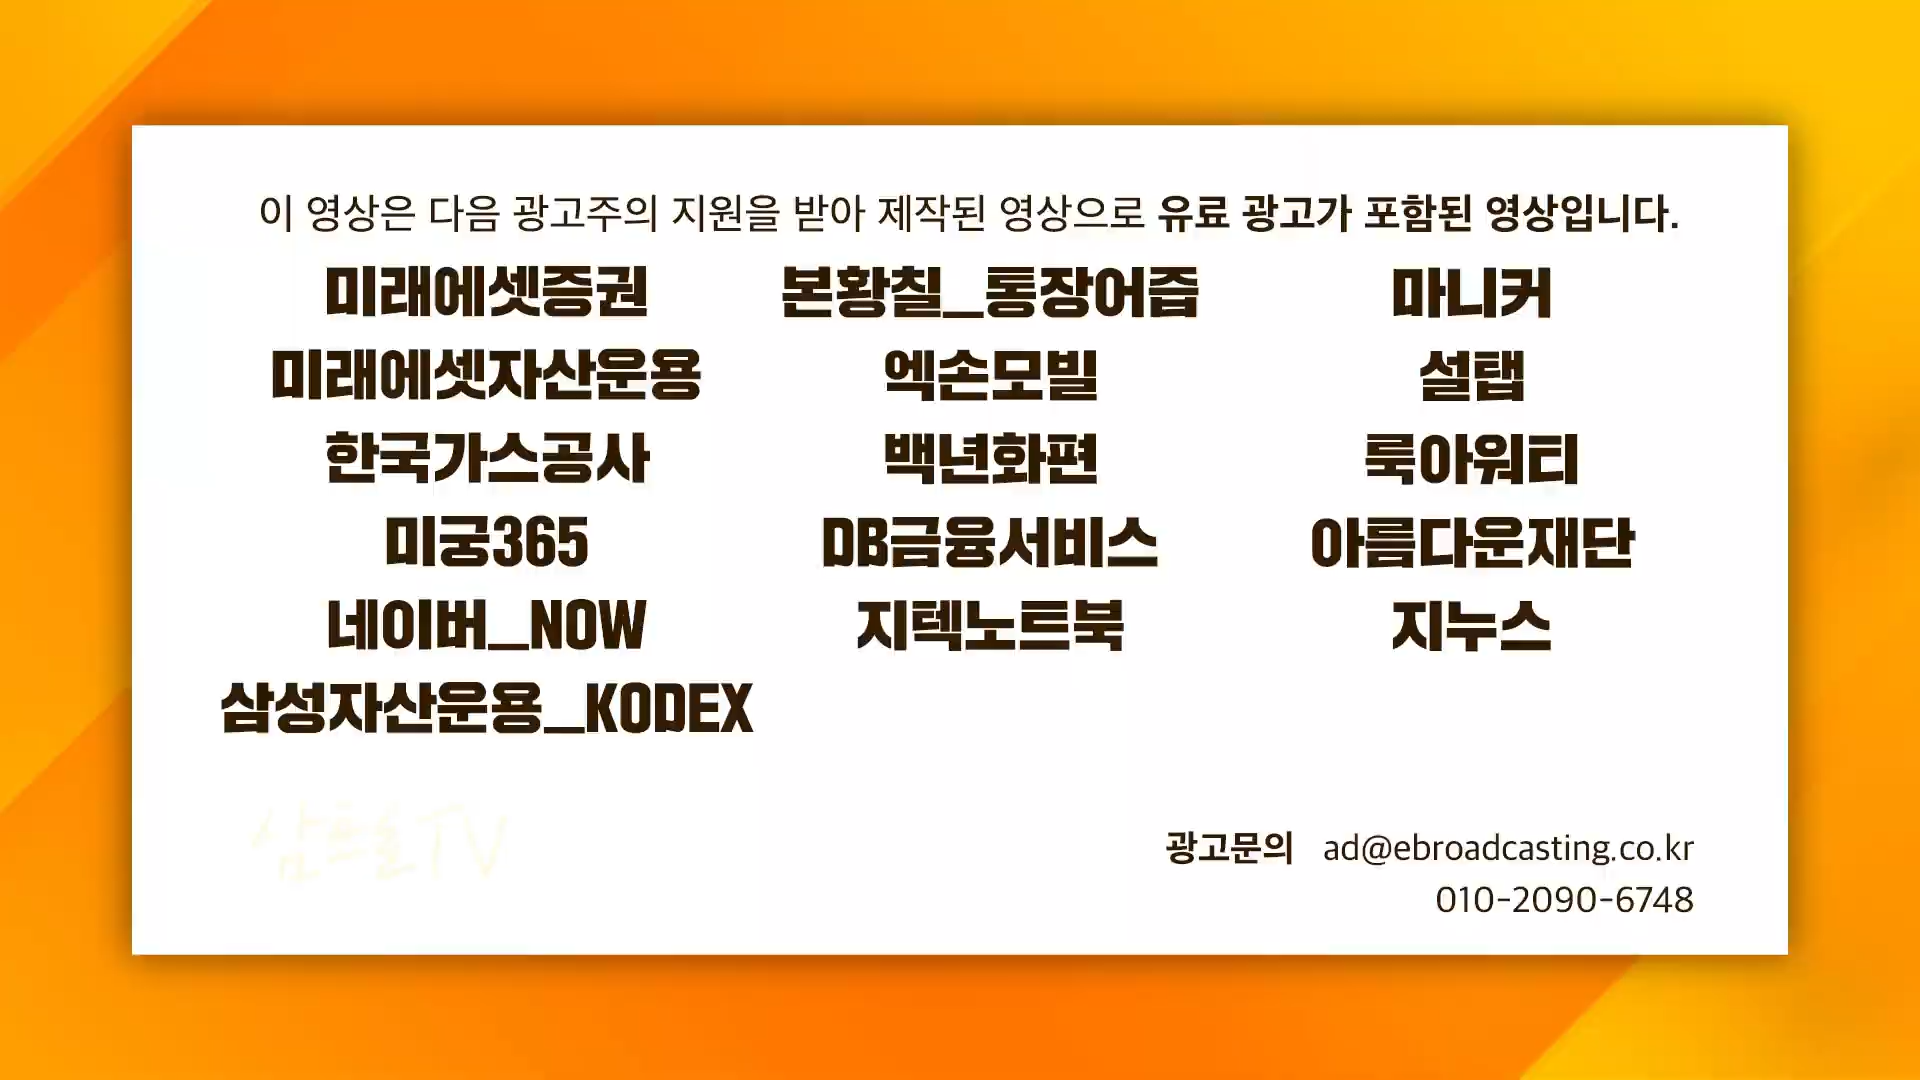 이 영상은 다음 광고주의 지원을 받아 제작된 영상으로 유료 광고가 포함된 영상입니다.
미래에셋증권
미래에셋자산운용
한국가스공사
미궁365
네이버_NOW
삼성자산운용_KODEX
본황칠_통장어즙
엑손모빌
백년화편
DB금융서비스
지텍노트북
마니커
설탭
룩아워티
아름다운재단
지누스
삼프로TV
광고문의 ad@ebroadcasting.co.kr
010-2090-6748